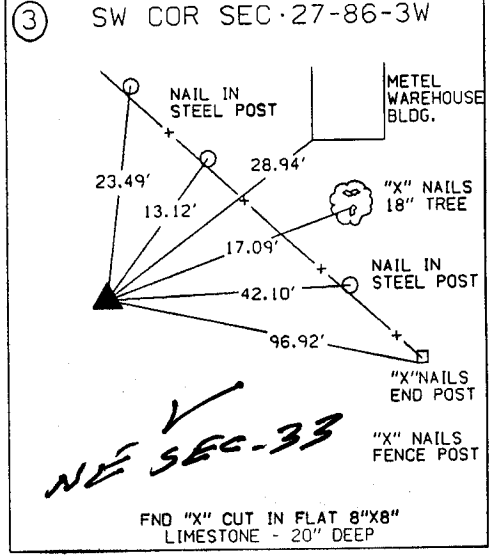 3 SW COR SEC.27-86-3W
NAIL IN
STEEL POST
METEL
WAREHOUSE
BLDG.
23.49'
13.12'
28.94'
"X" NAILS
18" TREE
17.09'
NAIL IN
STEEL POST
42.10'
96.92'
"X"NAILS
END POST
NE SEC-33
"X" NAILS
FENCE POST
FND "X" CUT IN FLAT 8"X8"
LIMESTONE - 20" DEEP